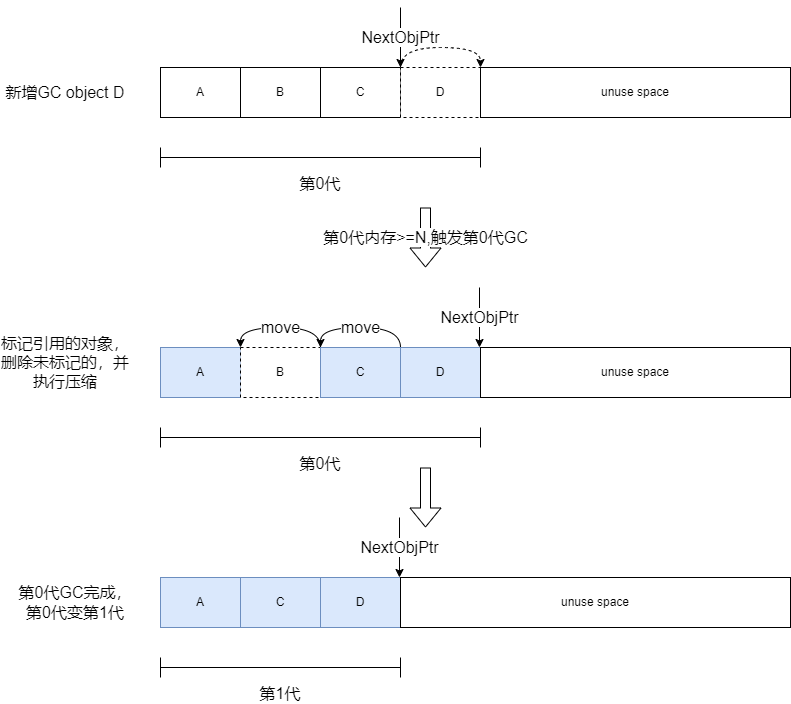 NextObjPtr
新增GC object D
A
B
C
D
unuse space
第0代
第0代内存>=N,触发第0代GC
NextObjPtr
move
move
标记引用的对象，
删除未标记的，并
执行压缩
A
B
C
D
unuse space
第0代
NextObjPtr
第0代GC完成，
第0代变第1代
A
C
D
unuse space
第1代